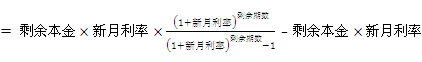 = 剩余本金 × 新月利率 × (1+新月利率)^剩余期数 / (1+新月利率)^剩余期数 −1 − 剩余本金 × 新月利率